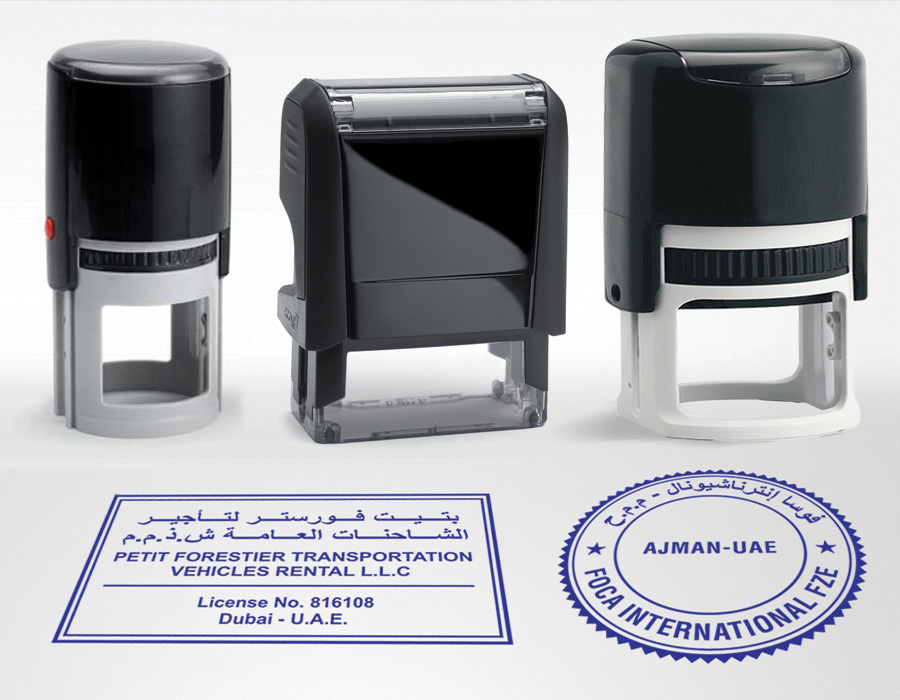 بتيت فورستر لتأجير
الشاحنات العامة ش.ذ.م.م
PETIT FORESTIER TRANSPORTATION
VEHICLES RENTAL L.L.C
License No. 816108
Dubai - U.A.E.
فوسا إنترناشيونال - م.م.ح
AJMAN-UAE
FOCA INTERNATIONAL FZE